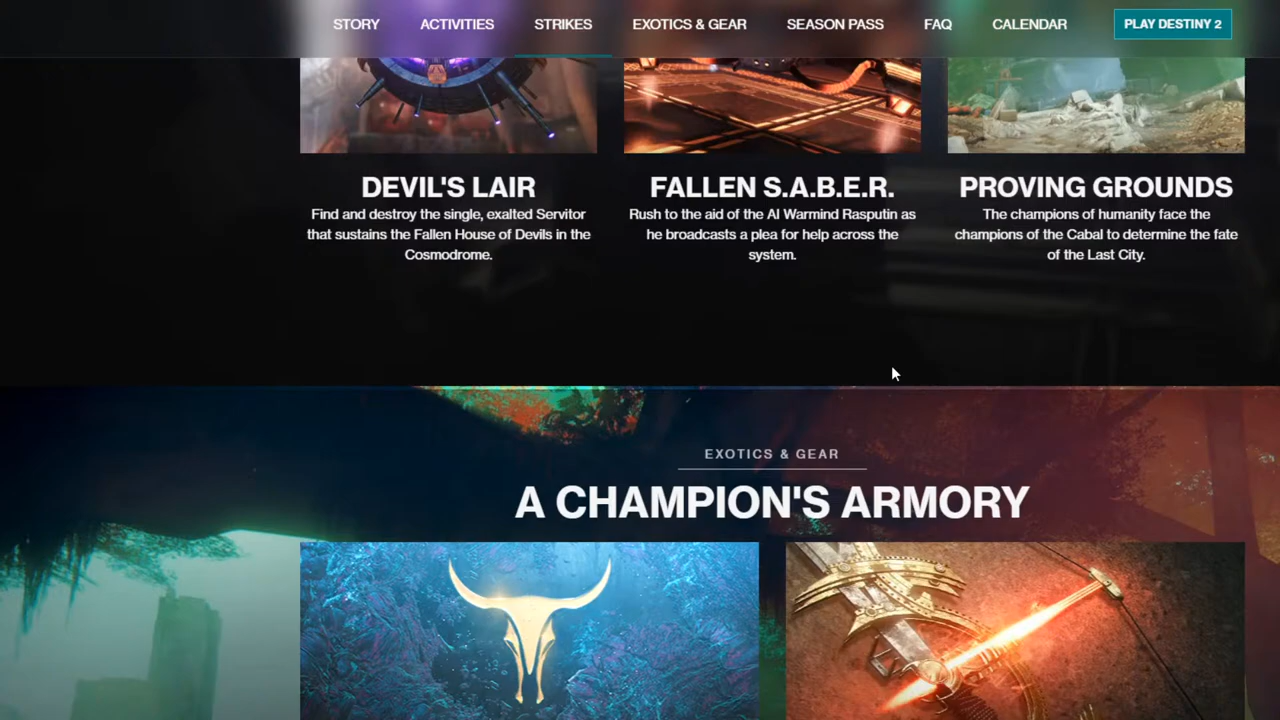 STORY ACTIVITIES STRIKES EXOTICS & GEAR SEASON PASS FAQ CALENDAR PLAY DESTINY 2
DEVIL'S LAIR
Find and destroy the single, exalted Servitor
that sustains the Fallen House of Devils in the
Cosmodrome.
FALLEN S.A.B.E.R.
Rush to the aid of the AI Warmind Rasputin as
he broadcasts a plea for help across the
system.
PROVING GROUNDS
The champions of humanity face the
champions of the Cabal to determine the fate
of the Last City.
EXOTICS & GEAR
A CHAMPION'S ARMORY